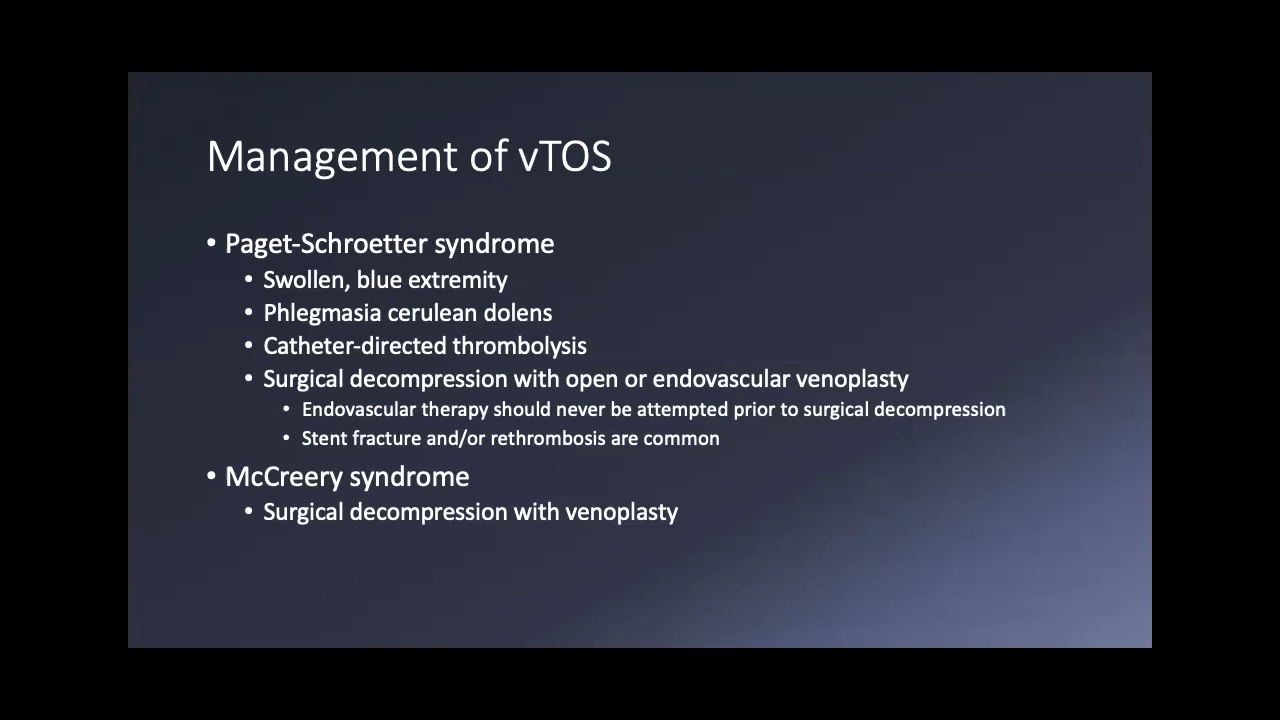 Management of vTOS
• Paget-Schroetter syndrome
• Swollen, blue extremity
• Phlegmasia cerulean dolens
• Catheter-directed thrombolysis
• Surgical decompression with open or endovascular venoplasty
• Endovascular therapy should never be attempted prior to surgical decompression
• Stent fracture and/or rethrombosis are common
• McCreery syndrome
• Surgical decompression with venoplasty